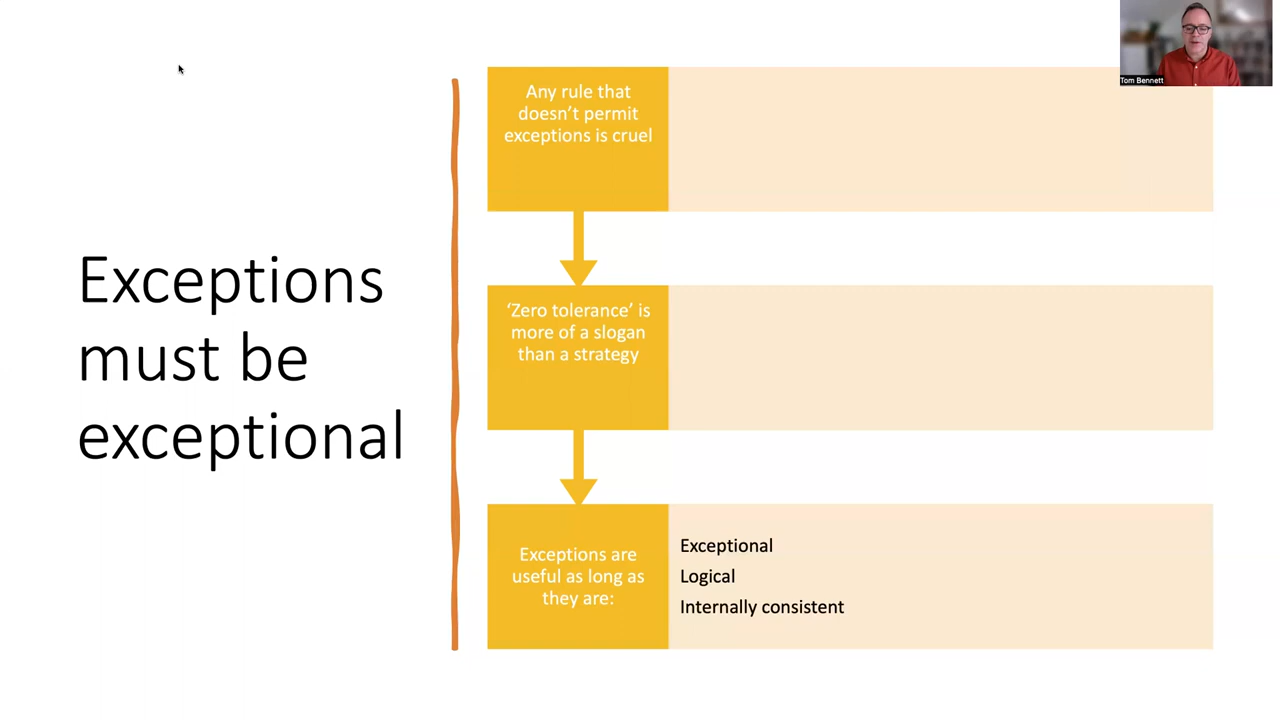 Tom Bennett
Exceptions
must be
exceptional
Any rule that
doesn’t permit
exceptions is cruel
‘Zero tolerance’ is
more of a slogan
than a strategy
Exceptions are
useful as long as
they are:
Exceptional
Logical
Internally consistent